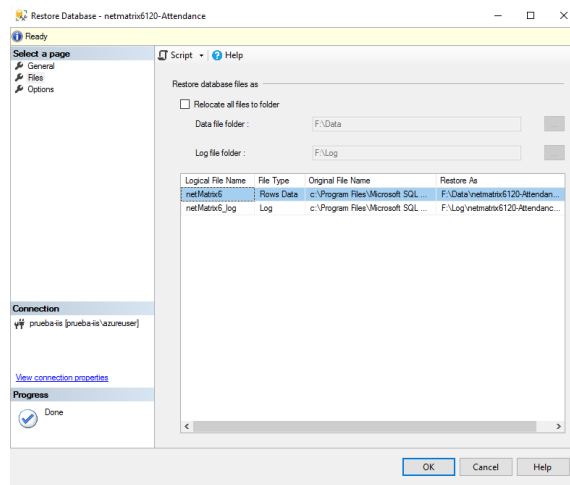 Restore Database - netmatrix6120-Attendance
Ready
Select a page
General
Files
Options
Script
Help
Restore database files as
Relocate all files to folder
Data file folder :
F:\Data
...
Log file folder :
F:\Log
...
Logical File Name File Type Original File Name Restore As
netMatrix6 Rows Data c:\Program Files\Microsoft SQL ... F:\Data\netmatrix6120-Attendan...
netMatrix6_log Log c:\Program Files\Microsoft SQL ... F:\Log\netmatrix6120-Attendanc...
Connection
prueba-iis [prueba-iis\azureuser]
View connection properties
Progress
Done
OK Cancel Help